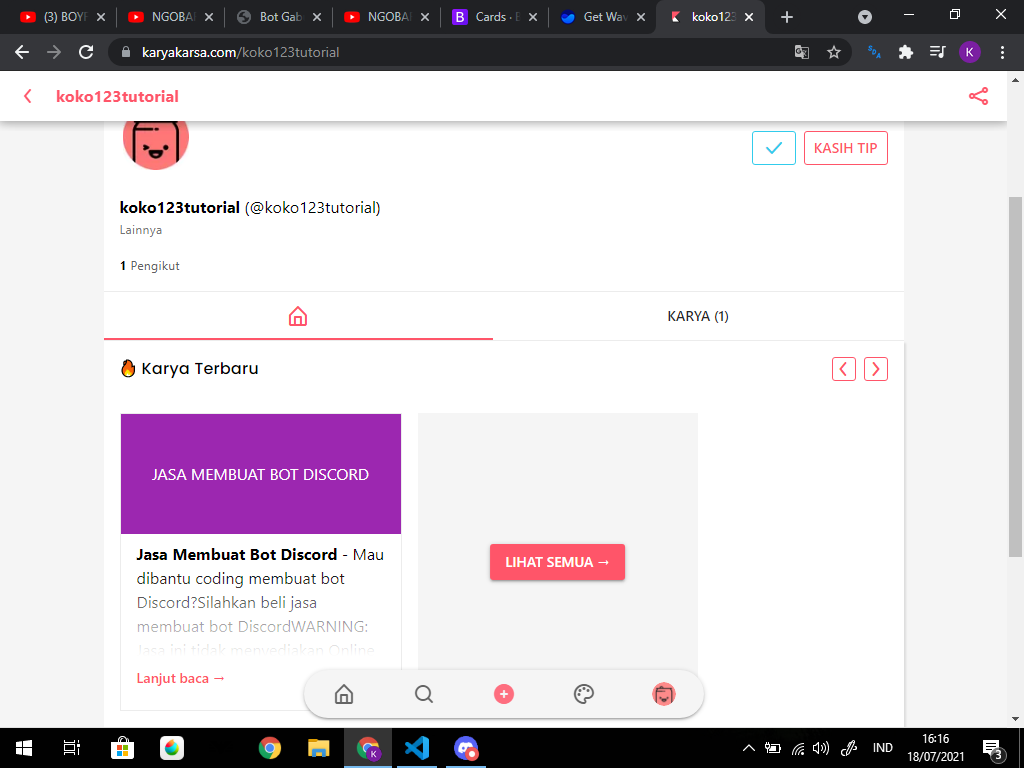 (3) BOYF
NGOBA
Bot Gab
NGOBA
B
Cards · B
Get Wav
koko123
karyakarsa.com/koko123tutorial
K
koko123tutorial
KASIH TIP
koko123tutorial (@koko123tutorial)
Lainnya
1 Pengikut
KARYA (1)
Karya Terbaru
JASA MEMBUAT BOT DISCORD
Jasa Membuat Bot Discord - Mau
dibantu coding membuat bot
Discord?Silahkan beli jasa
membuat bot DiscordWARNING:
Jasa ini tidak menyediakan Online
Lanjut baca →
LIHAT SEMUA →
K
IND
16:16
18/07/2021
3